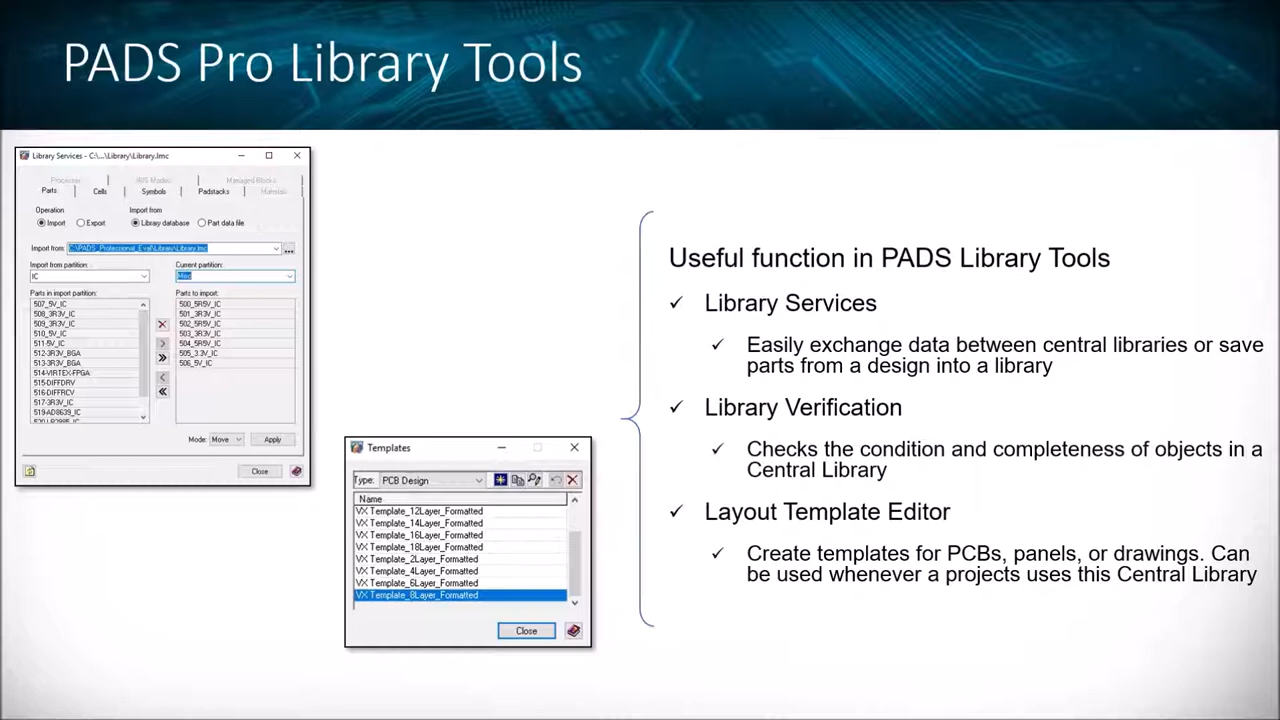 PADS Pro Library Tools
Library Services - C:\...\Library\Library.lmc
Parts
Cells
Symbols
Padstacks
Operation
Import from
Import
Export
Library database
Part data file
Import from:
C:\PADS_Professional_Eval\Library\Library.lmc
Import from partition:
Current partition:
IC
Misc
Parts in import partition:
Parts to import:
507_5V_IC
508_3R3V_IC
509_3R3V_IC
510_5V_IC
511-5V_IC
512-3R3V_BGA
513-3R3V_BGA
514-VIRTEX-FPGA
515-DIFFDRV
516-DIFFRCV
517-3R3V_IC
519-AD8639_IC
500_5R5V_IC
501_3R3V_IC
502_5R5V_IC
503_3R3V_IC
504_5R5V_IC
505_3.3V_IC
506_5V_IC
Mode:
Move
Apply
Close
Templates
Type:
PCB Design
Name
VX Template_12Layer_Formatted
VX Template_14Layer_Formatted
VX Template_16Layer_Formatted
VX Template_18Layer_Formatted
VX Template_2Layer_Formatted
VX Template_4Layer_Formatted
VX Template_6Layer_Formatted
VX Template_8Layer_Formatted
Close
Useful function in PADS Library Tools
✓ Library Services
✓ Easily exchange data between central libraries or save
parts from a design into a library
✓ Library Verification
✓ Checks the condition and completeness of objects in a
Central Library
✓ Layout Template Editor
✓ Create templates for PCBs, panels, or drawings. Can
be used whenever a projects uses this Central Library